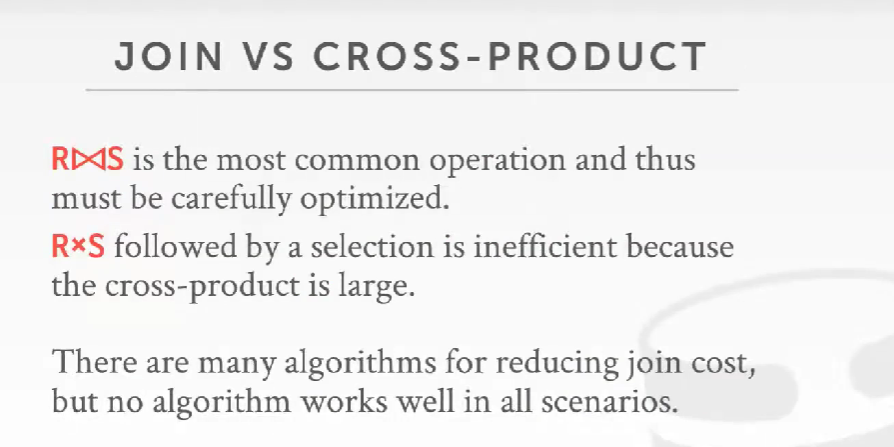 JOIN VS CROSS-PRODUCT
R⨝S is the most common operation and thus
must be carefully optimized.
R×S followed by a selection is inefficient because
the cross-product is large.
There are many algorithms for reducing join cost,
but no algorithm works well in all scenarios.